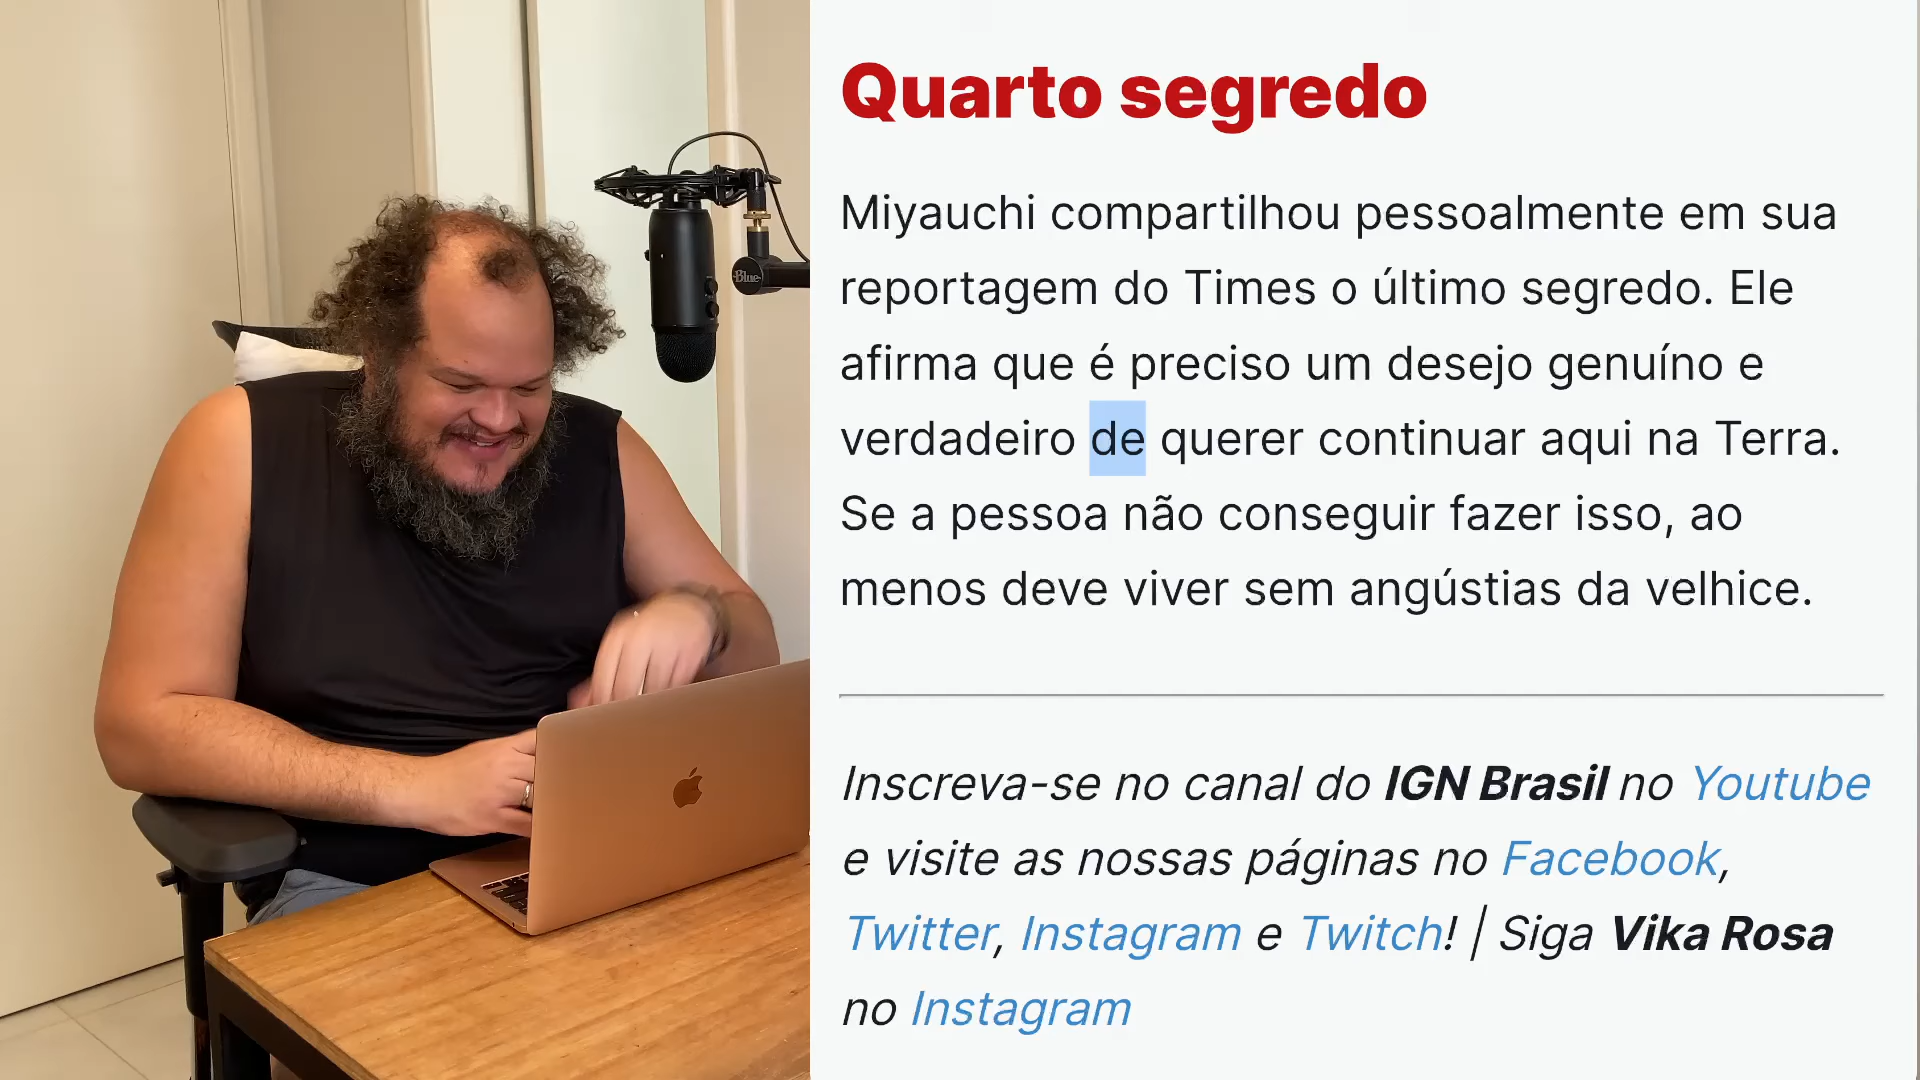 Quarto segredo
Miyauchi compartilhou pessoalmente em sua
reportagem do Times o último segredo. Ele
afirma que é preciso um desejo genuíno e
verdadeiro de querer continuar aqui na Terra.
Se a pessoa não conseguir fazer isso, ao
menos deve viver sem angústias da velhice.
Inscreva-se no canal do IGN Brasil no Youtube
e visite as nossas páginas no Facebook,
Twitter, Instagram e Twitch! | Siga Vika Rosa
no Instagram
Blue